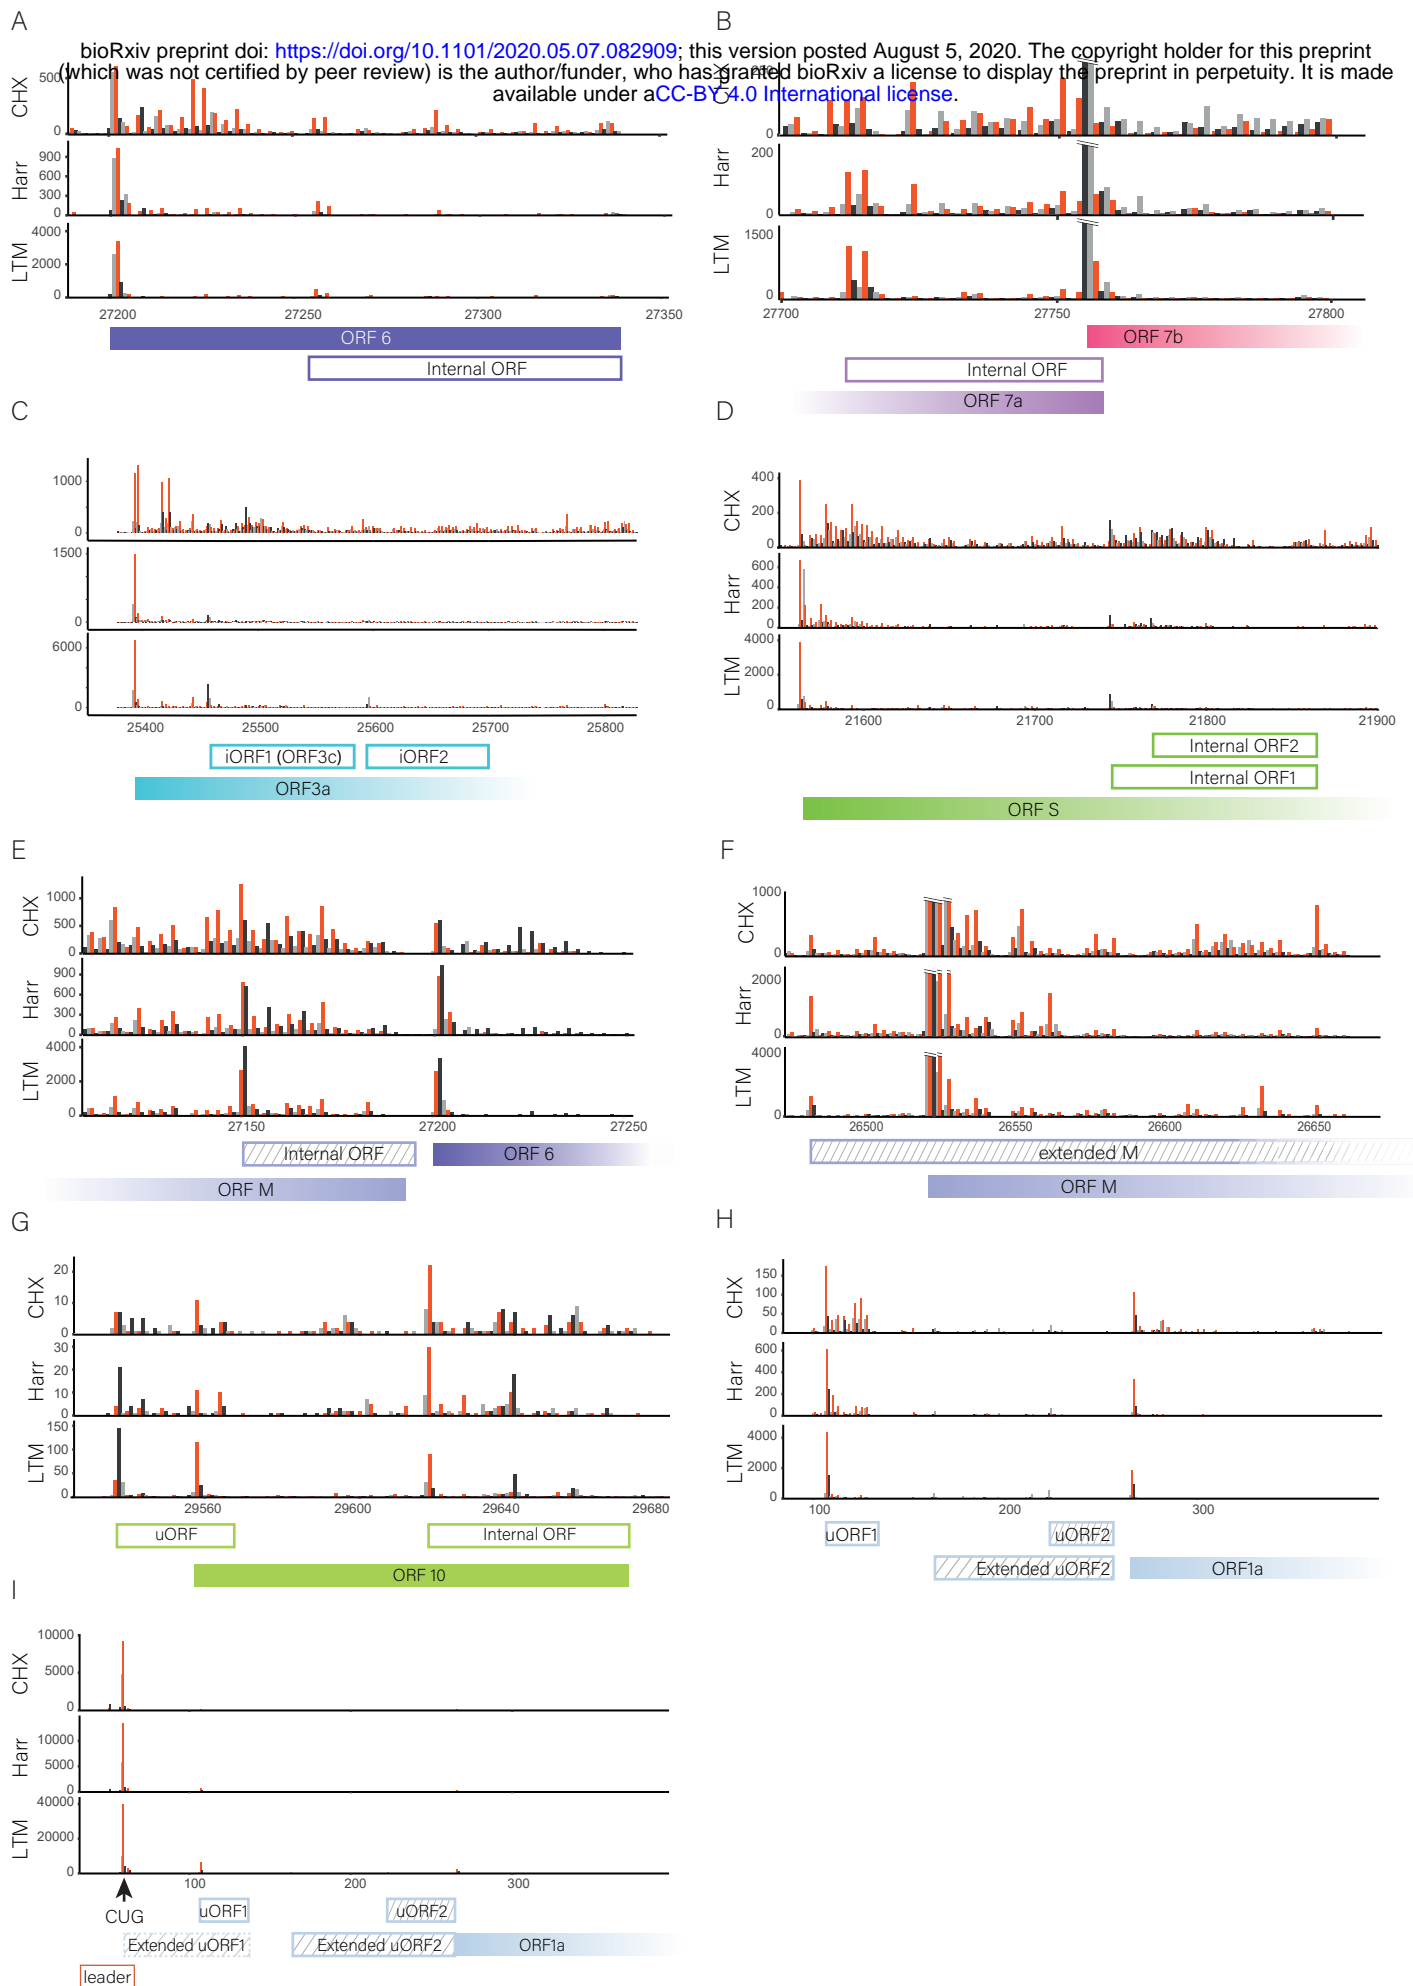 A
B
bioRxiv preprint doi: https://doi.org/10.1101/2020.05.07.082909; this version posted August 5, 2020. The copyright holder for this preprint
(which was not certified by peer review) is the author/funder, who has granted bioRxiv a license to display the preprint in perpetuity. It is made
available under aCC-BY 4.0 International license.
CHX
500
0
Harr
900
600
300
0
LTM
4000
2000
0
27200
27250
27300
27350
ORF 6
Internal ORF
CHX
250
0
Harr
200
0
LTM
1500
0
27700
27750
27800
ORF 7b
Internal ORF
ORF 7a
C
1000
0
1500
0
6000
0
25400
25500
25600
25700
25800
iORF1 (ORF3c)
iORF2
ORF3a
D
CHX
400
200
0
Harr
600
400
200
0
LTM
4000
2000
0
21600
21700
21800
21900
Internal ORF2
Internal ORF1
ORF S
E
CHX
1000
500
0
Harr
900
600
300
0
LTM
4000
2000
0
27150
27200
27250
Internal ORF
ORF 6
ORF M
F
CHX
1000
0
Harr
2000
0
LTM
4000
0
26500
26550
26600
26650
extended M
ORF M
G
CHX
20
10
0
Harr
30
20
10
0
LTM
150
100
50
0
29560
29600
29640
29680
uORF
Internal ORF
ORF 10
H
CHX
150
100
50
0
Harr
600
400
200
0
LTM
4000
2000
0
100
200
300
uORF1
uORF2
Extended uORF2
ORF1a
I
CHX
10000
5000
0
Harr
10000
5000
0
LTM
40000
20000
0
100
200
300
CUG
uORF1
uORF2
Extended uORF1
Extended uORF2
ORF1a
leader